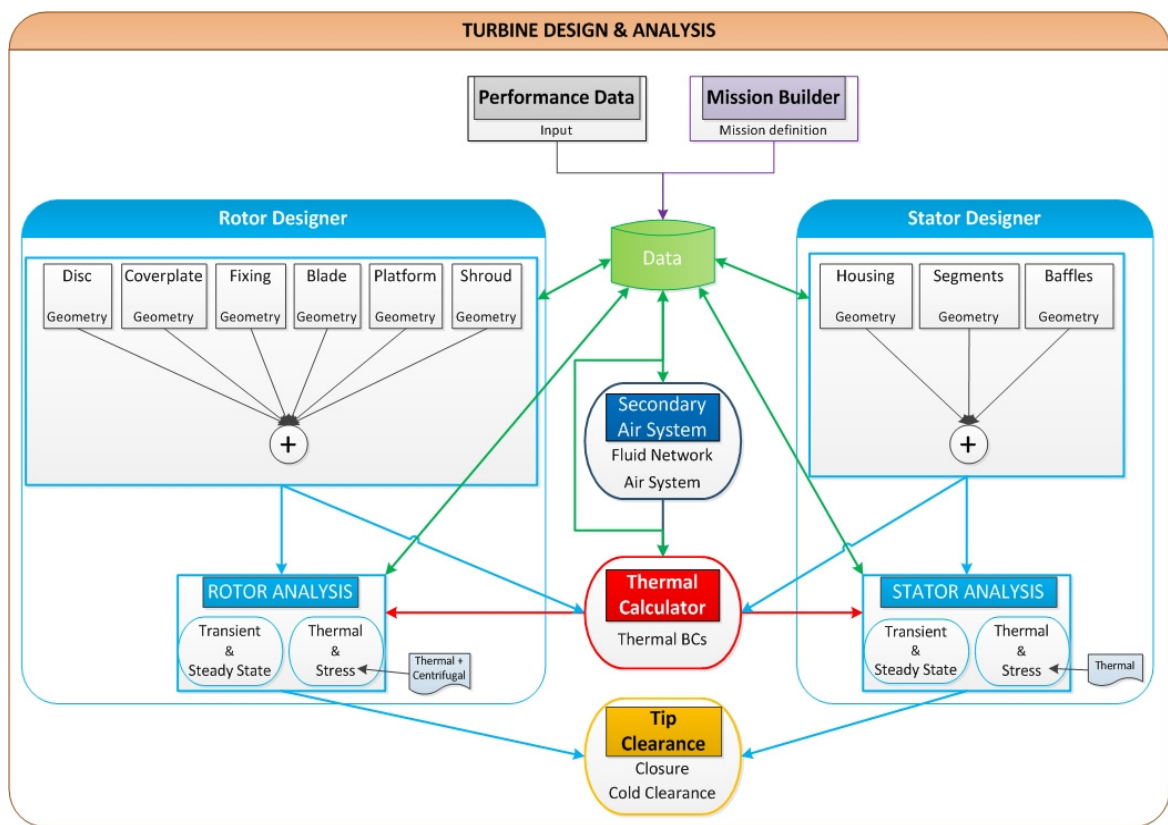 TURBINE DESIGN & ANALYSIS
Performance Data
Input
Mission Builder
Mission definition
Rotor Designer
Stator Designer
Data
Disc
Geometry
Coverplate
Geometry
Fixing
Geometry
Blade
Geometry
Platform
Geometry
Shroud
Geometry
+
Housing
Geometry
Segments
Geometry
Baffles
Geometry
+
Secondary
Air System
Fluid Network
Air System
ROTOR ANALYSIS
Transient
&
Steady State
Thermal
&
Stress
Thermal +
Centrifugal
Thermal
Calculator
Thermal BCs
STATOR ANALYSIS
Transient
&
Steady State
Thermal
&
Stress
Thermal
Tip
Clearance
Closure
Cold Clearance